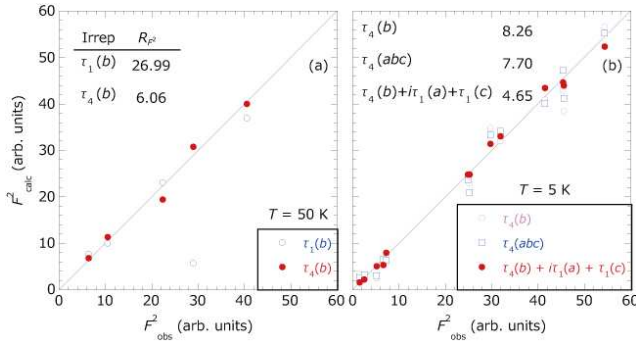 Irrep R_F²
τ₁(b) 26.99
τ₄(b) 6.06
(a)
T = 50 K
τ₁(b)
τ₄(b)
60
50
40
30
20
10
0
F²calc (arb. units)
0 10 20 30 40 50 60
F²obs (arb. units)
τ₄(b) 8.26
τ₄(abc) 7.70
τ₄(b)+iτ₁(a)+τ₁(c) 4.65
(b)
T = 5 K
τ₄(b)
τ₄(abc)
τ₄(b) + iτ₁(a) + τ₁(c)
0 10 20 30 40 50 60
F²obs (arb. units)